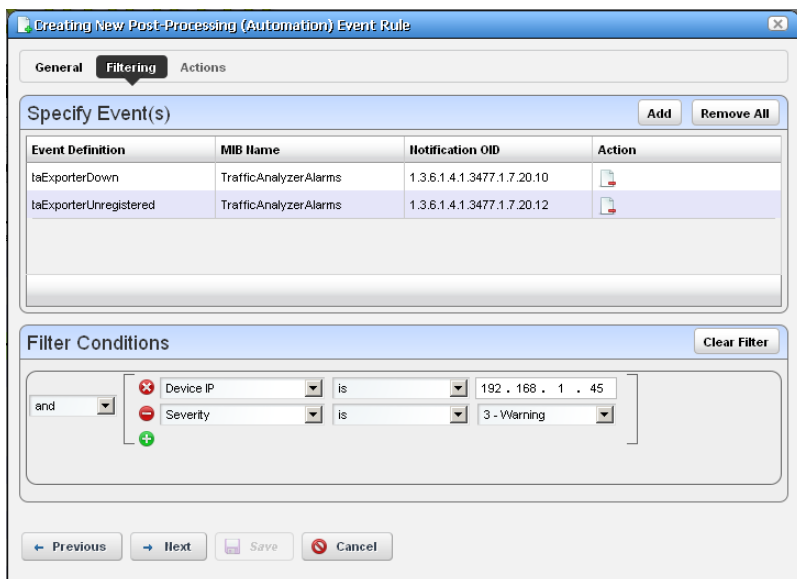 Creating New Post-Processing (Automation) Event Rule
General Filtering Actions
Specify Event(s) Add Remove All
Event Definition MIB Name Notification OID Action
taExporterDown TrafficAnalyzerAlarms 1.3.6.1.4.1.3477.1.7.20.10
taExporterUnregistered TrafficAnalyzerAlarms 1.3.6.1.4.1.3477.1.7.20.12
Filter Conditions Clear Filter
Device IP is 192 . 168 . 1 . 45
and Severity is 3 - Warning
Previous Next Save Cancel